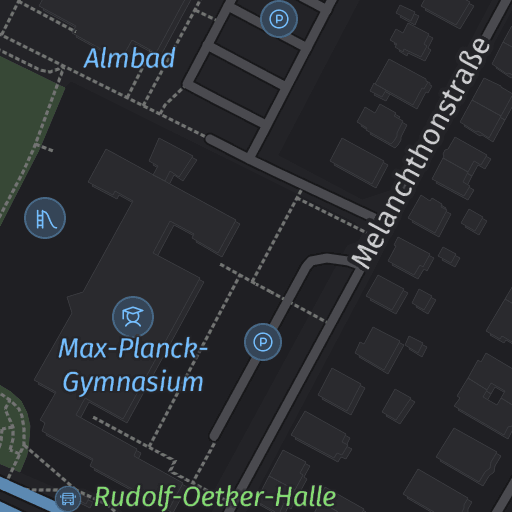 P
Almbad
Melanchthonstraße
Max-Planck-
Gymnasium
P
Rudolf-Oetker-Halle